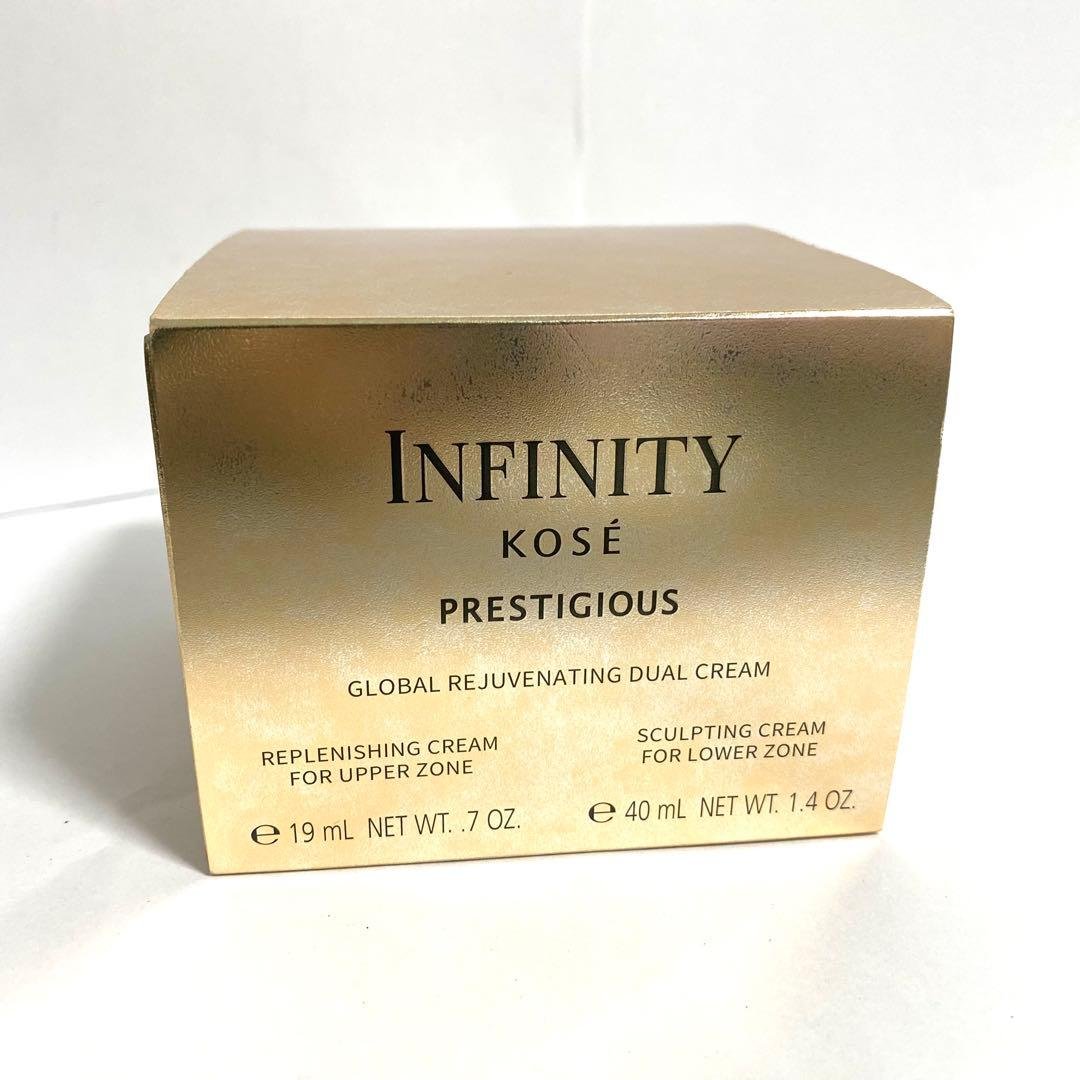 INFINITY
KOSÉ
PRESTIGIOUS
GLOBAL REJUVENATING DUAL CREAM
REPLENISHING CREAM
FOR UPPER ZONE
℮ 19 mL NET WT. .7 OZ.
SCULPTING CREAM
FOR LOWER ZONE
℮ 40 mL NET WT. 1.4 OZ.